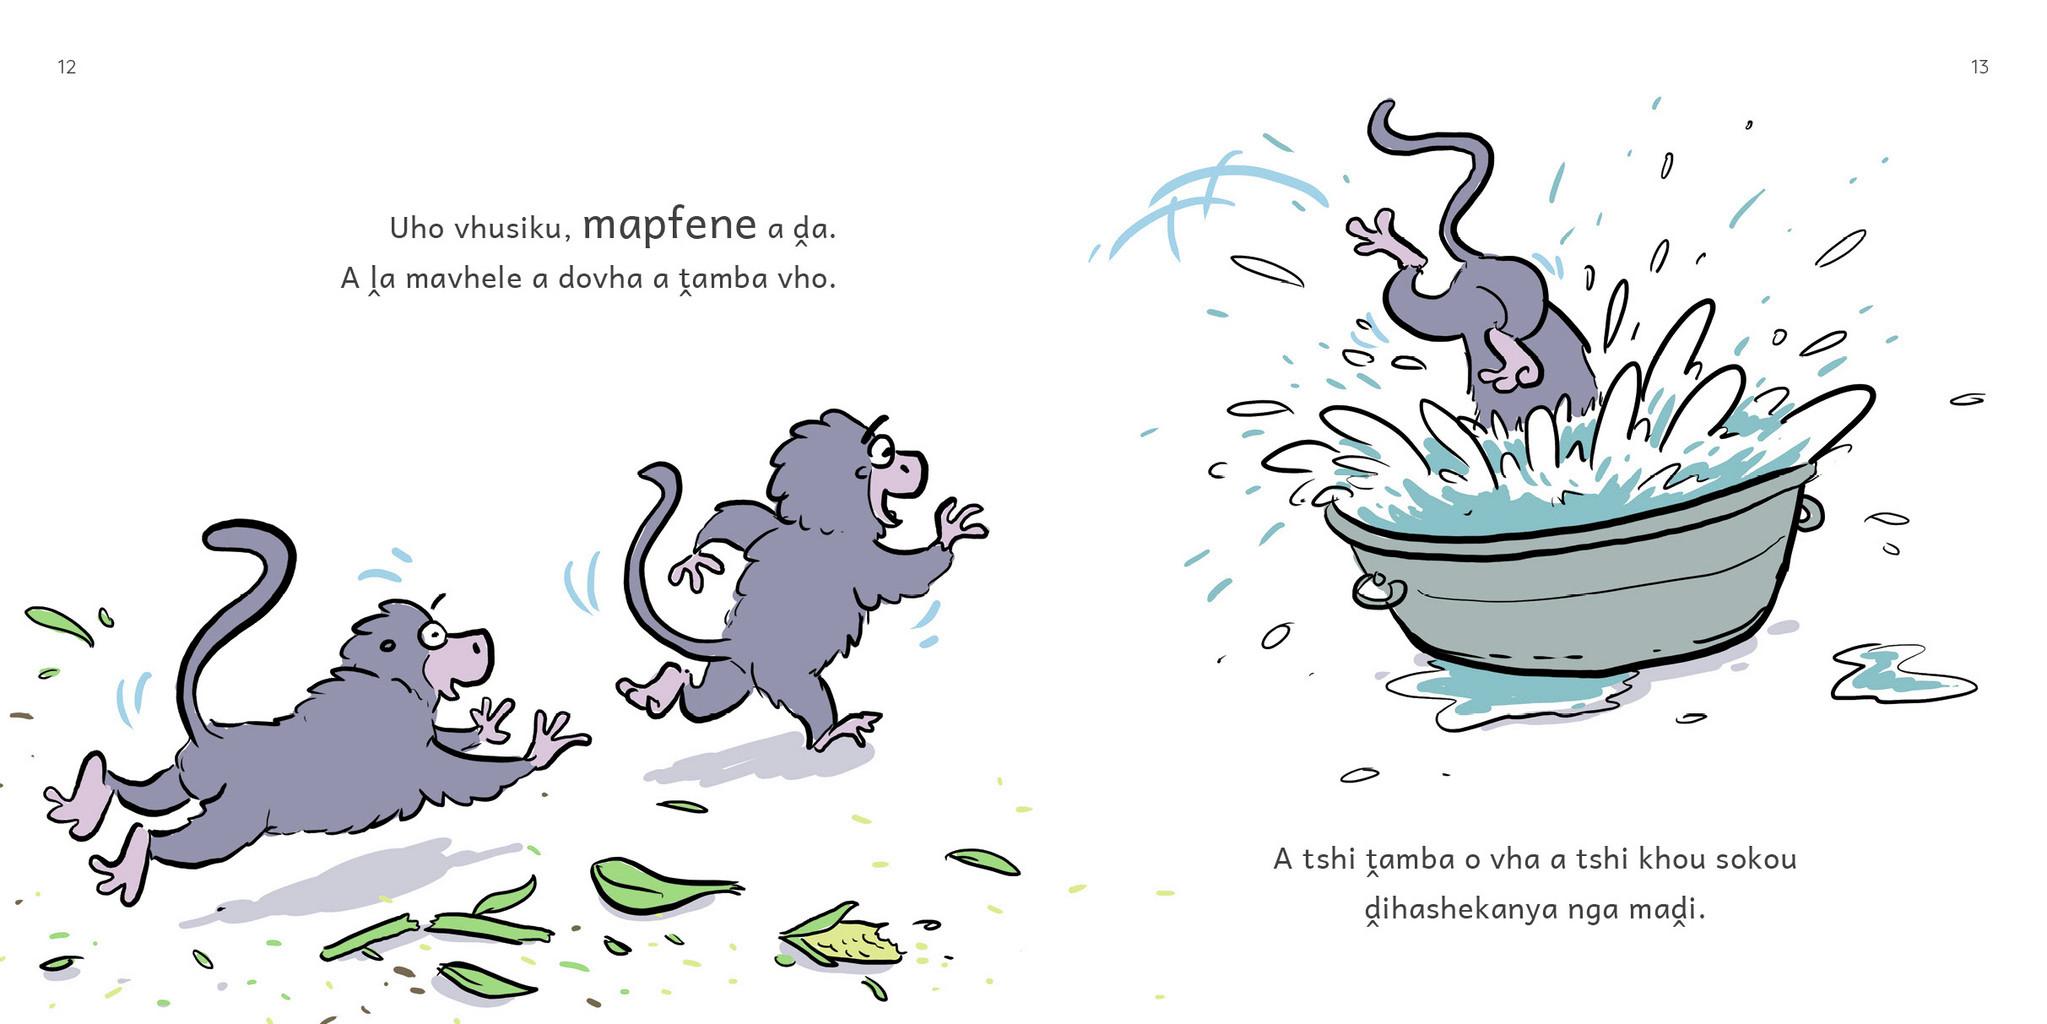 12
Uho vhusiku, mapfene a ḓa.
A ḽa mavhele a dovha a ṱamba vho.
13
A tshi ṱamba o vha a tshi khou sokou
ḓihashekanya nga maḓi.